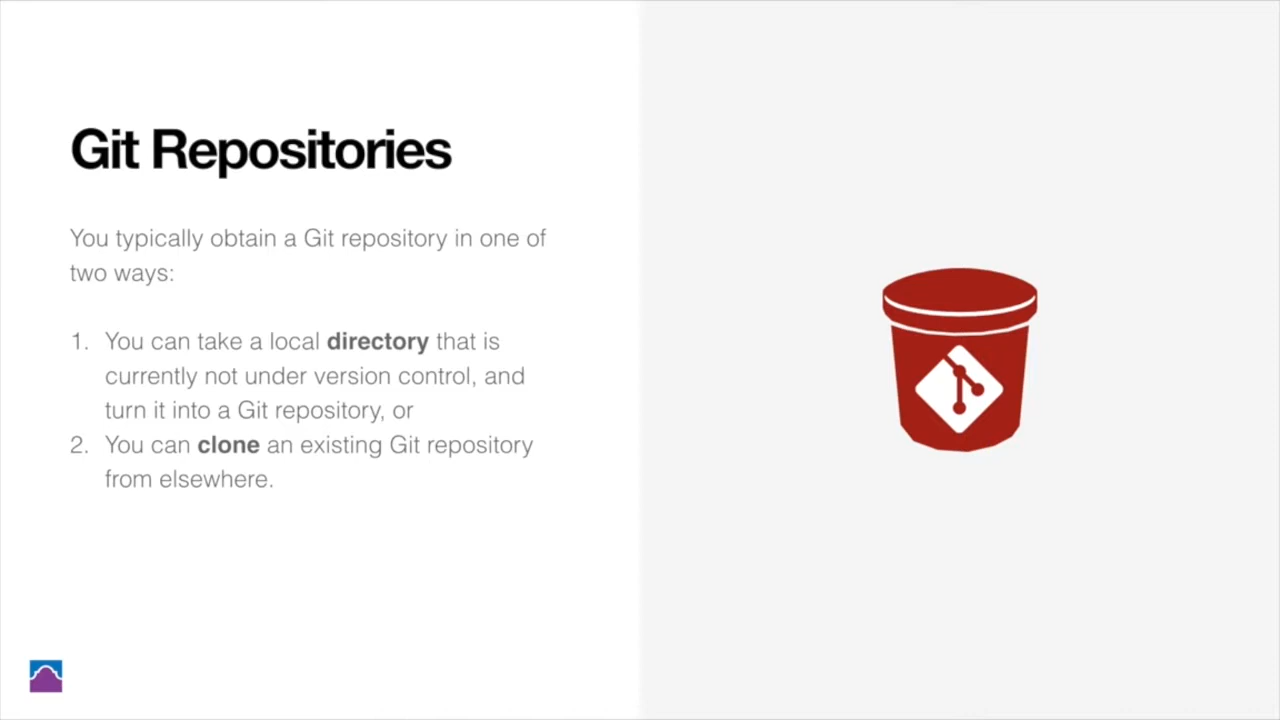 Git Repositories
You typically obtain a Git repository in one of
two ways:
1. You can take a local directory that is
currently not under version control, and
turn it into a Git repository, or
2. You can clone an existing Git repository
from elsewhere.